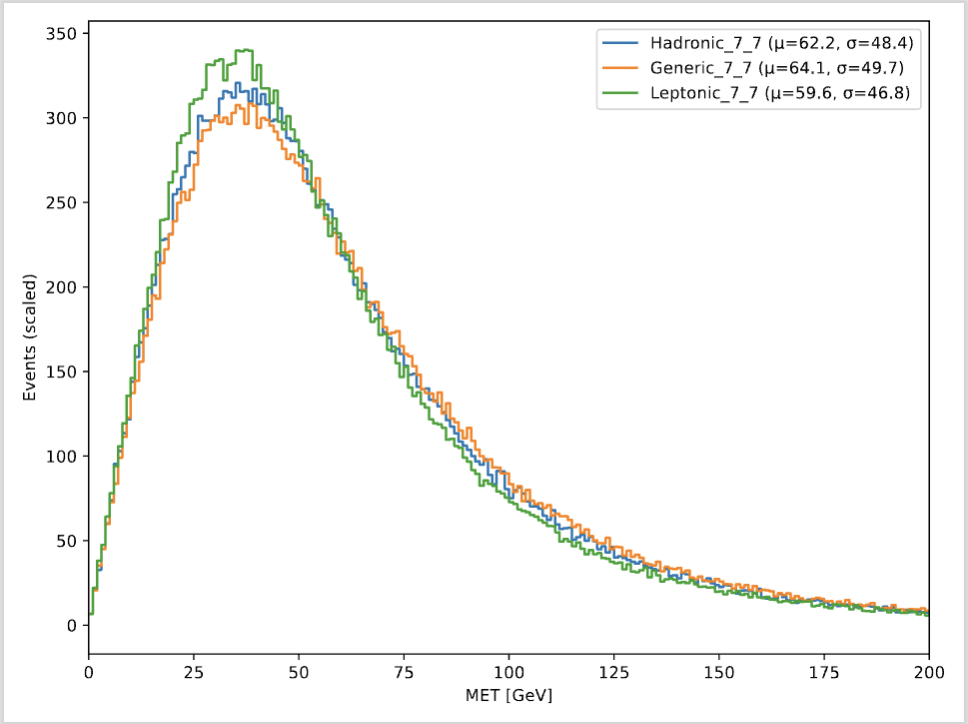 Hadronic_7_7 (μ=62.2, σ=48.4)
Generic_7_7 (μ=64.1, σ=49.7)
Leptonic_7_7 (μ=59.6, σ=46.8)
350
300
250
200
150
100
50
0
Events (scaled)
0 25 50 75 100 125 150 175 200
MET [GeV]